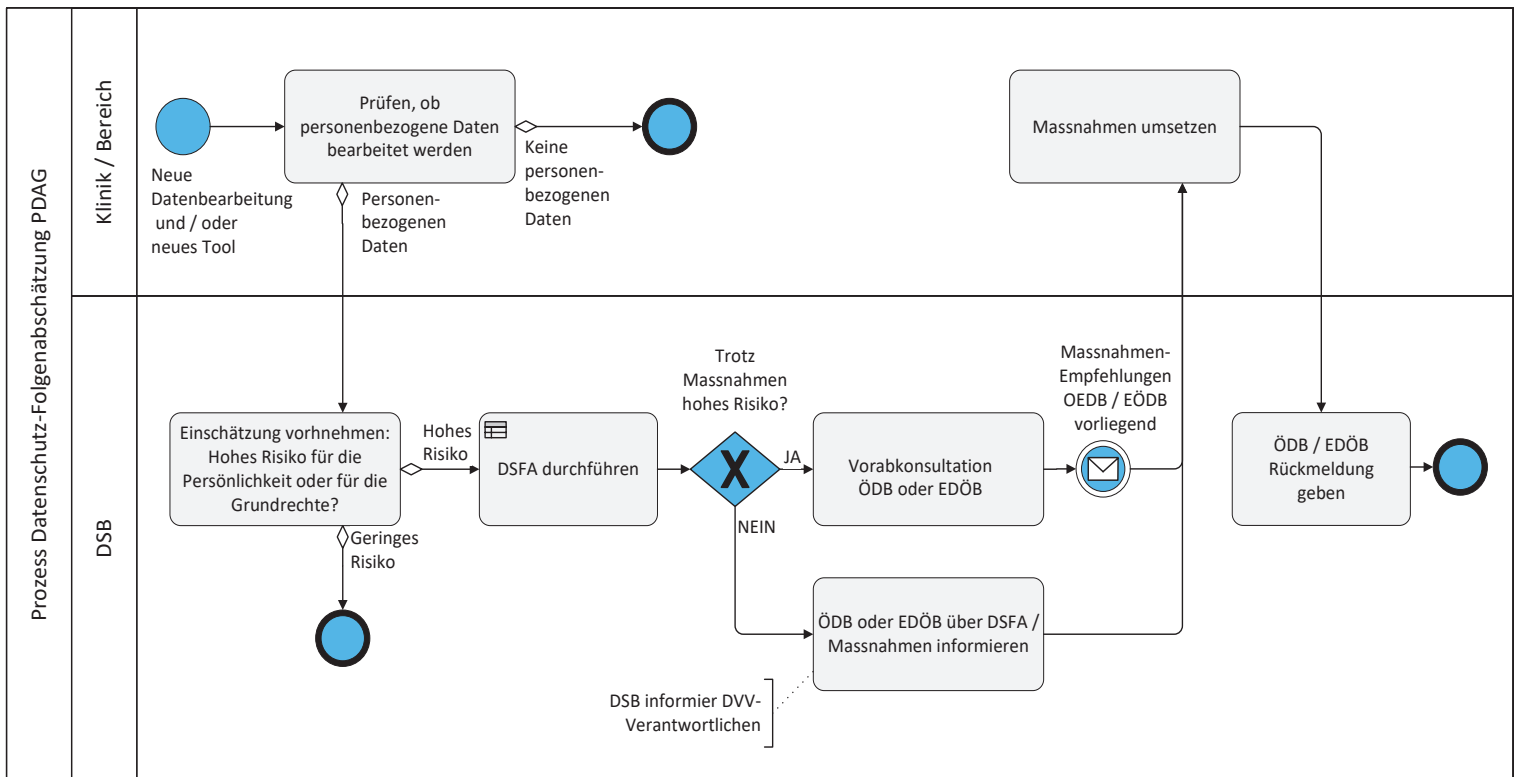 Prozess Datenschutz-Folgenabschätzung PDAG
Klinik / Bereich
Neue
Datenbearbeitung
und / oder
neues Tool
Prüfen, ob
personenbezogene Daten
bearbeitet werden
Keine
personen-
bezogenen
Daten
Personen-
bezogenen
Daten
Massnahmen umsetzen
DSB
Einschätzung vorhnehmen:
Hohes Risiko für die
Persönlichkeit oder für die
Grundrechte?
Hohes
Risiko
Geringes
Risiko
DSFA durchführen
Trotz
Massnahmen
hohes Risiko?
X
JA
NEIN
Vorabkonsultation
ÖDB oder EDÖB
Massnahmen-
Empfehlungen
OEDB / EÖDB
vorliegend
ÖDB oder EDÖB über DSFA /
Massnahmen informieren
DSB informier DVV-
Verantwortlichen
ÖDB / EDÖB
Rückmeldung
geben